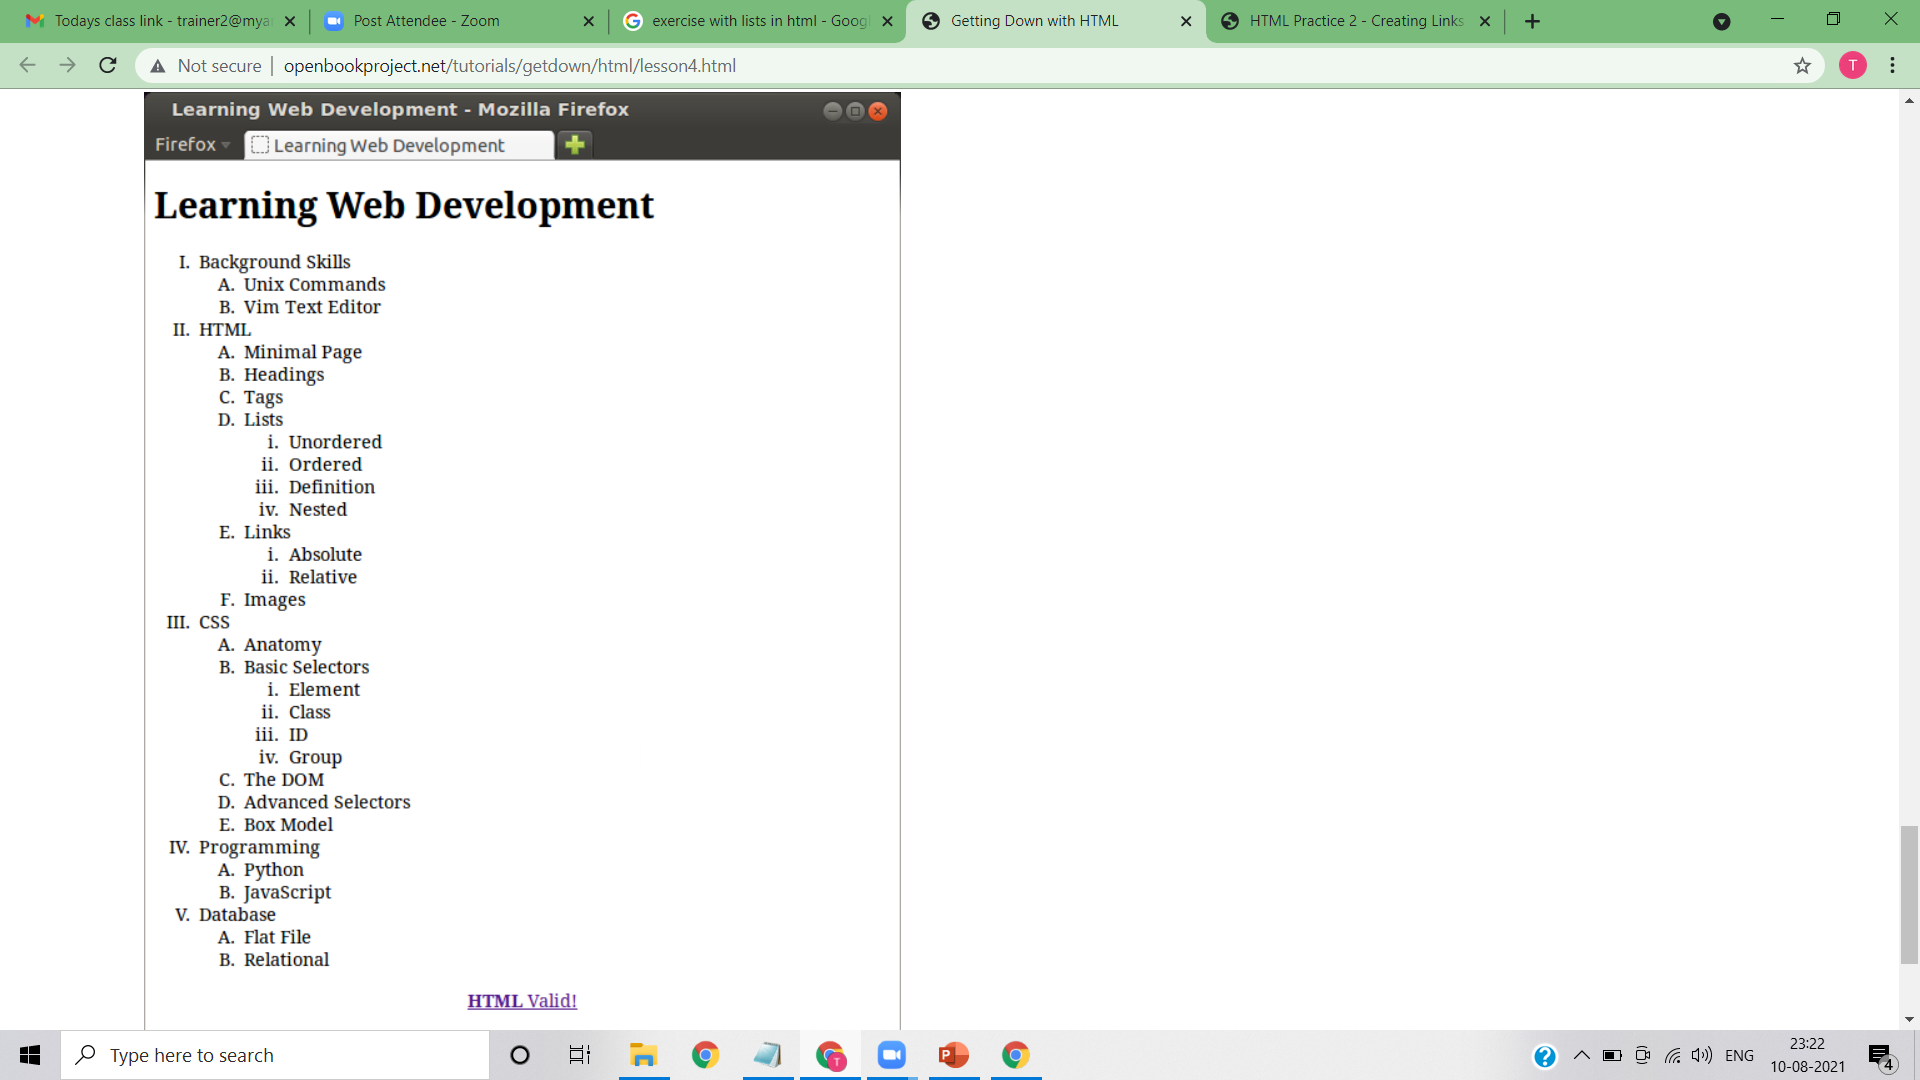 Todays class link - trainer2@mya
Post Attendee - Zoom
exercise with lists in html - Goog
Getting Down with HTML
HTML Practice 2 - Creating Links
Not secure | openbookproject.net/tutorials/getdown/html/lesson4.html
T
Learning Web Development - Mozilla Firefox
Firefox
Learning Web Development
Learning Web Development
I. Background Skills
A. Unix Commands
B. Vim Text Editor
II. HTML
A. Minimal Page
B. Headings
C. Tags
D. Lists
i. Unordered
ii. Ordered
iii. Definition
iv. Nested
E. Links
i. Absolute
ii. Relative
F. Images
III. CSS
A. Anatomy
B. Basic Selectors
i. Element
ii. Class
iii. ID
iv. Group
C. The DOM
D. Advanced Selectors
E. Box Model
IV. Programming
A. Python
B. JavaScript
V. Database
A. Flat File
B. Relational
HTML Valid!
Type here to search
ENG
23:22
10-08-2021
4